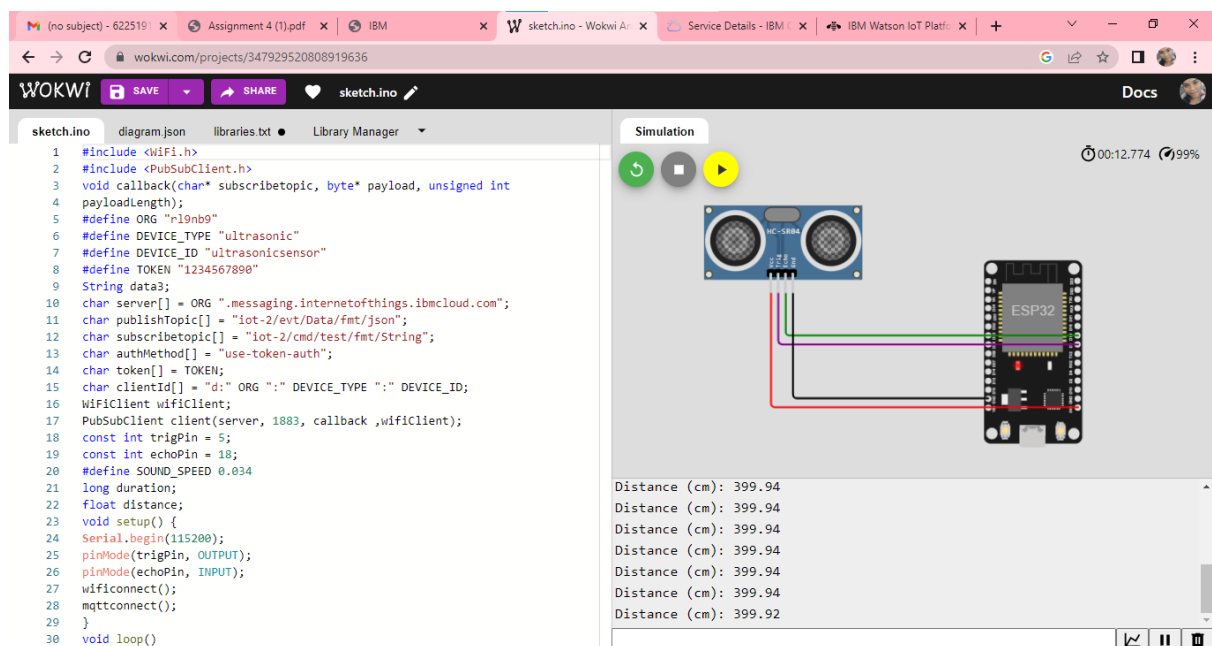 (no subject) - 6225191
Assignment 4 (1).pdf
IBM
sketch.ino - Wokwi Ar
Service Details - IBM C
IBM Watson IoT Platfo
wokwi.com/projects/347929520808919636
WOKWI
SAVE
SHARE
sketch.ino
Docs
sketch.ino
diagram.json
libraries.txt
Library Manager
1 #include <WiFi.h>
2 #include <PubSubClient.h>
3 void callback(char* subscribetopic, byte* payload, unsigned int
4 payloadLength);
5 #define ORG "rl9nb9"
6 #define DEVICE_TYPE "ultrasonic"
7 #define DEVICE_ID "ultrasonicsensor"
8 #define TOKEN "1234567890"
9 String data3;
10 char server[] = ORG ".messaging.internetofthings.ibmcloud.com";
11 char publishTopic[] = "iot-2/evt/Data/fmt/json";
12 char subscribetopic[] = "iot-2/cmd/test/fmt/String";
13 char authMethod[] = "use-token-auth";
14 char token[] = TOKEN;
15 char clientId[] = "d:" ORG ":" DEVICE_TYPE ":" DEVICE_ID;
16 WiFiClient wifiClient;
17 PubSubClient client(server, 1883, callback ,wifiClient);
18 const int trigPin = 5;
19 const int echoPin = 18;
20 #define SOUND_SPEED 0.034
21 long duration;
22 float distance;
23 void setup() {
24 Serial.begin(115200);
25 pinMode(trigPin, OUTPUT);
26 pinMode(echoPin, INPUT);
27 wificonnect();
28 mqttconnect();
29 }
30 void loop()
Simulation
00:12.774 99%
HC-SR04
Vcc
Trig
Echo
Gnd
ESP32
Distance (cm): 399.94
Distance (cm): 399.94
Distance (cm): 399.94
Distance (cm): 399.94
Distance (cm): 399.94
Distance (cm): 399.94
Distance (cm): 399.92